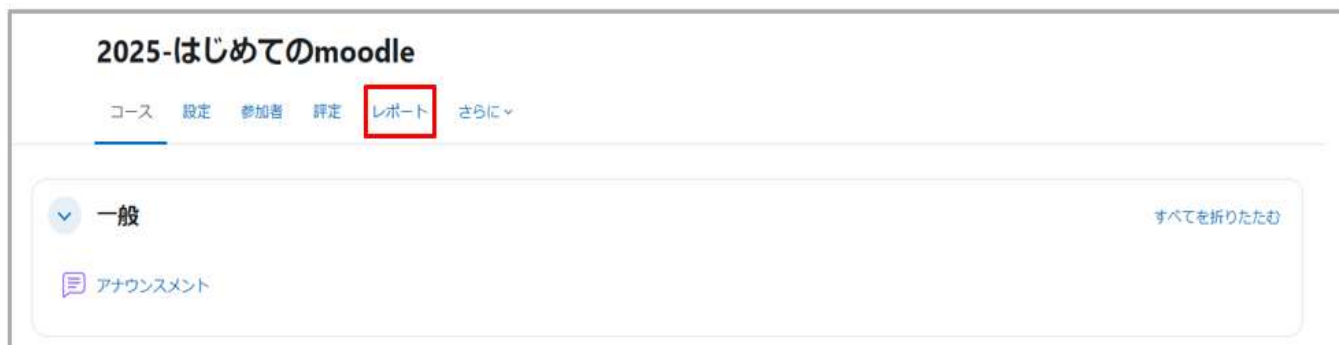 2025-はじめてのmoodle
コース 設定 参加者 評定 レポート さらに
一般 すべてを折りたたむ
アナウンスメント